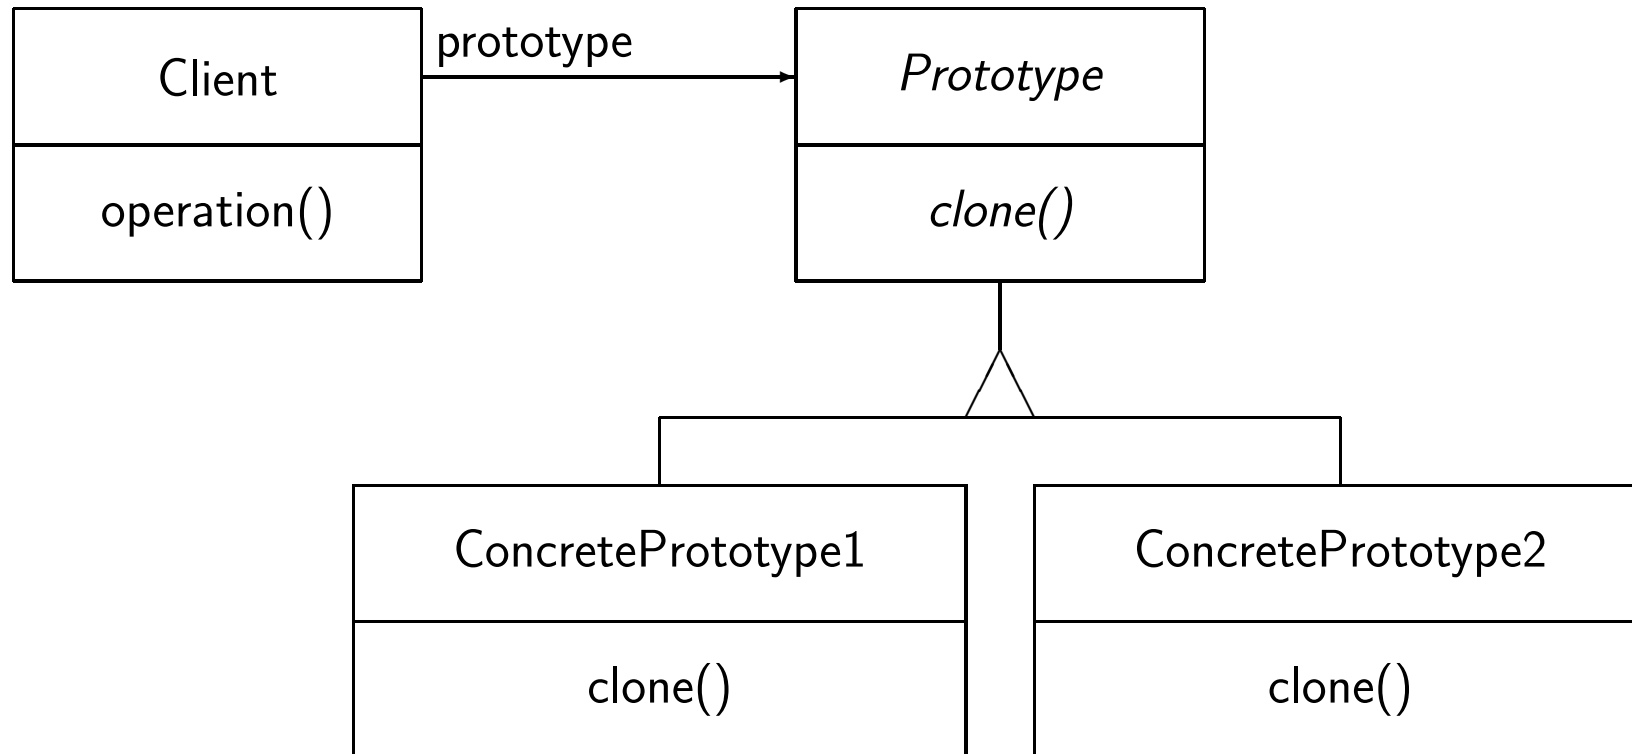 Client
prototype
Prototype
operation()
clone()
ConcretePrototype1
ConcretePrototype2
clone()
clone()